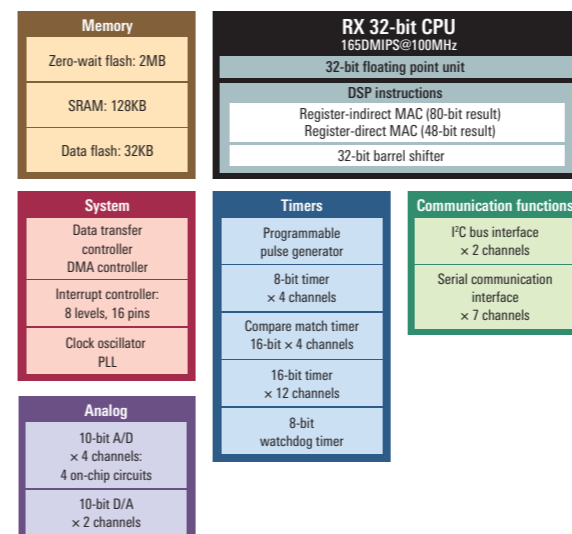 Memory
Zero-wait flash: 2MB
SRAM: 128KB
Data flash: 32KB
RX 32-bit CPU
165DMIPS@100MHz
32-bit floating point unit
DSP instructions
Register-indirect MAC (80-bit result)
Register-direct MAC (48-bit result)
32-bit barrel shifter
System
Data transfer
controller
DMA controller
Interrupt controller:
8 levels, 16 pins
Clock oscillator
PLL
Timers
Programmable
pulse generator
8-bit timer
× 4 channels
Compare match timer
16-bit × 4 channels
16-bit timer
× 12 channels
8-bit
watchdog timer
Communication functions
I²C bus interface
× 2 channels
Serial communication
interface
× 7 channels
Analog
10-bit A/D
× 4 channels:
4 on-chip circuits
10-bit D/A
× 2 channels